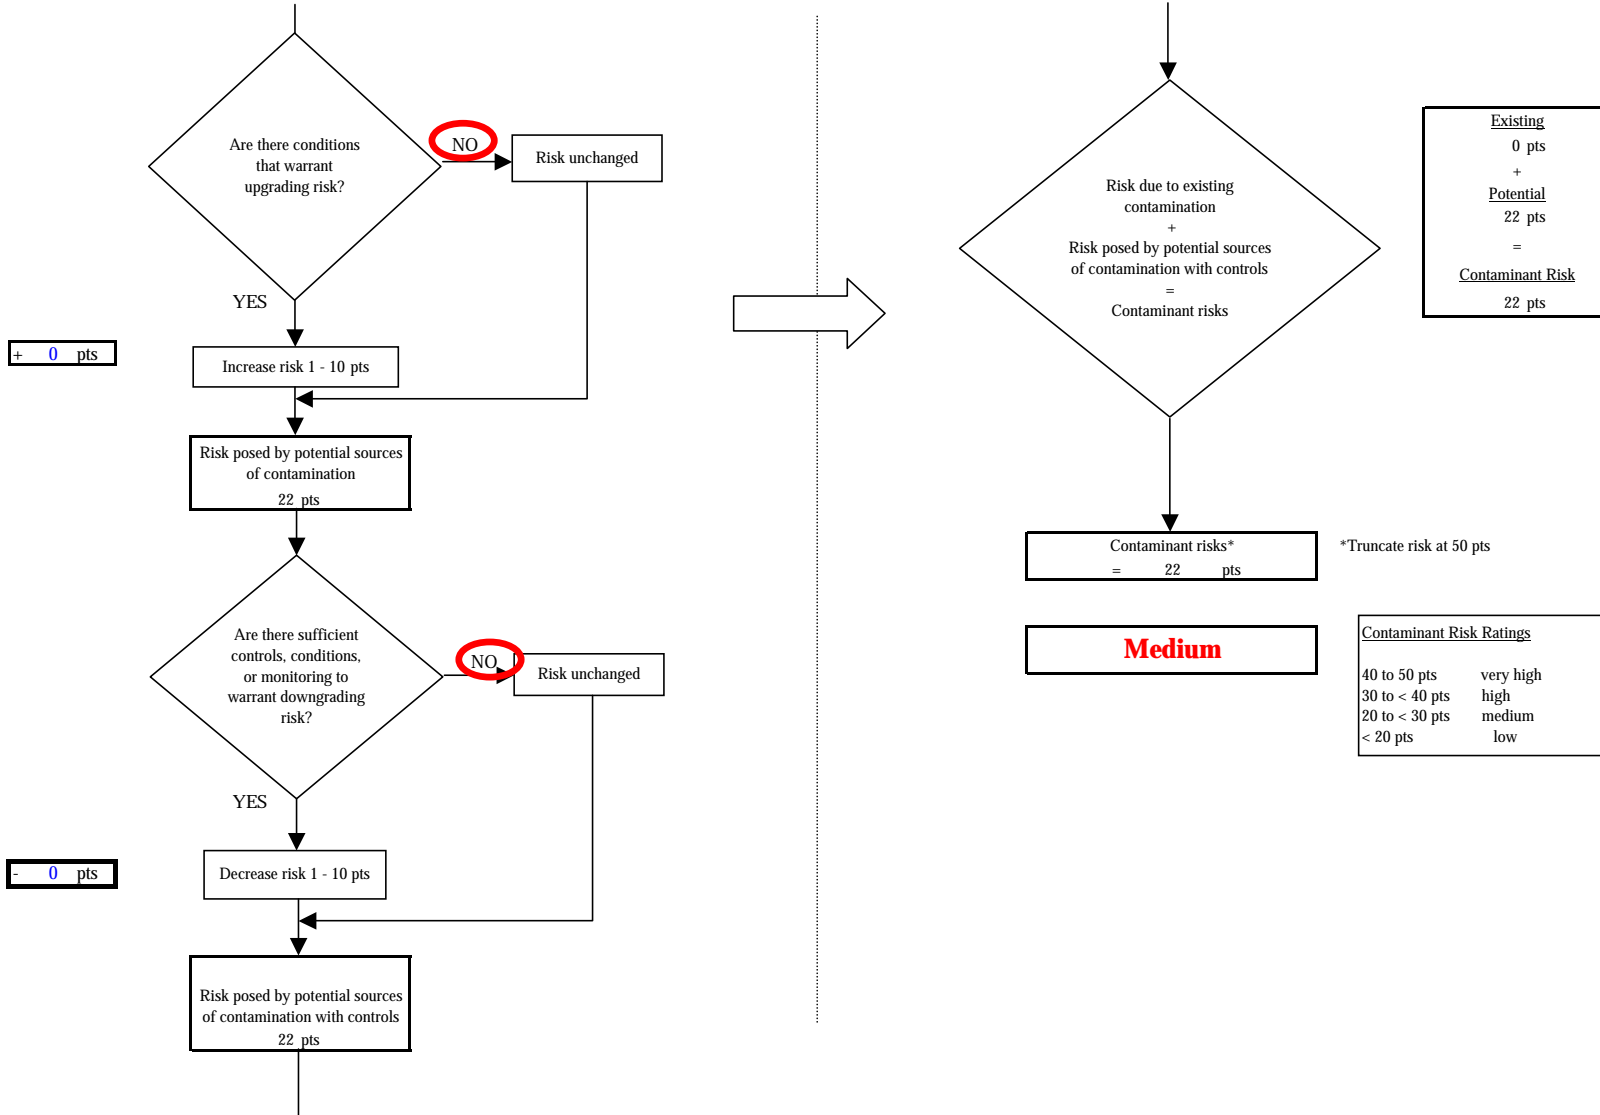 Are there conditions
that warrant
upgrading risk?
NO
Risk unchanged
YES
+ 0 pts
Increase risk 1 - 10 pts
Risk posed by potential sources
of contamination
22 pts
Are there sufficient
controls, conditions,
or monitoring to
warrant downgrading
risk?
NO
Risk unchanged
YES
- 0 pts
Decrease risk 1 - 10 pts
Risk posed by potential sources
of contamination with controls
22 pts
Risk due to existing
contamination
+
Risk posed by potential sources
of contamination with controls
=
Contaminant risks
Existing
0 pts
+
Potential
22 pts
=
Contaminant Risk
22 pts
Contaminant risks*
= 22 pts
*Truncate risk at 50 pts
Medium
Contaminant Risk Ratings
40 to 50 pts very high
30 to < 40 pts high
20 to < 30 pts medium
< 20 pts low